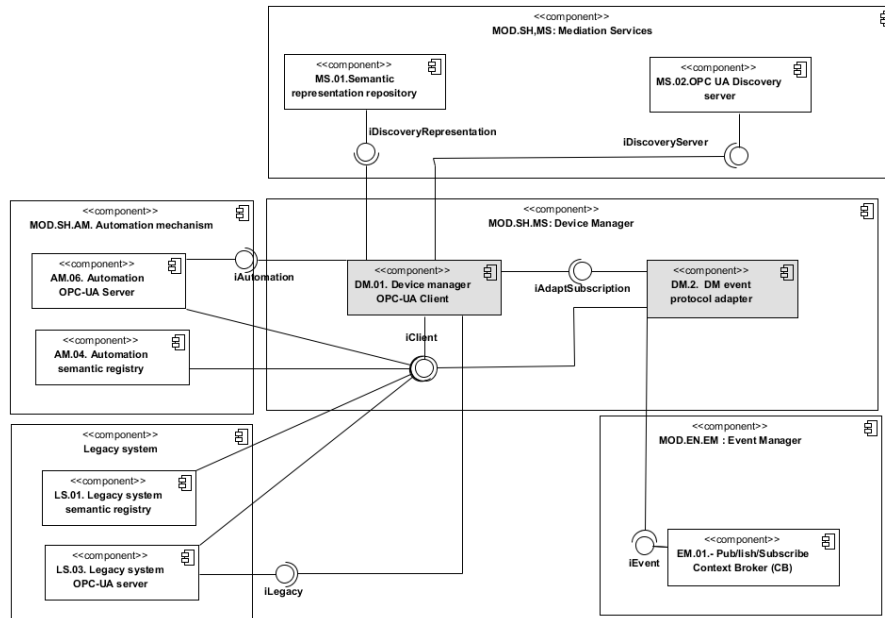 <<component>>
MOD.SH,MS: Mediation Services
<<component>>
MS.01.Semantic
representation repository
<<component>>
MS.02.OPC UA Discovery
server
iDiscoveryRepresentation
iDiscoveryServer
<<component>>
MOD.SH.AM. Automation mechanism
<<component>>
AM.06. Automation
OPC-UA Server
iAutomation
<<component>>
AM.04. Automation
semantic registry
<<component>>
MOD.SH.MS: Device Manager
<<component>>
DM.01. Device manager
OPC-UA Client
iAdaptSubscription
<<component>>
DM.2. DM event
protocol adapter
iClient
<<component>>
Legacy system
<<component>>
LS.01. Legacy system
semantic registry
<<component>>
LS.03. Legacy system
OPC-UA server
iLegacy
<<component>>
MOD.EN.EM : Event Manager
<<component>>
EM.01.- Pub/lish/Subscribe
Context Broker (CB)
iEvent